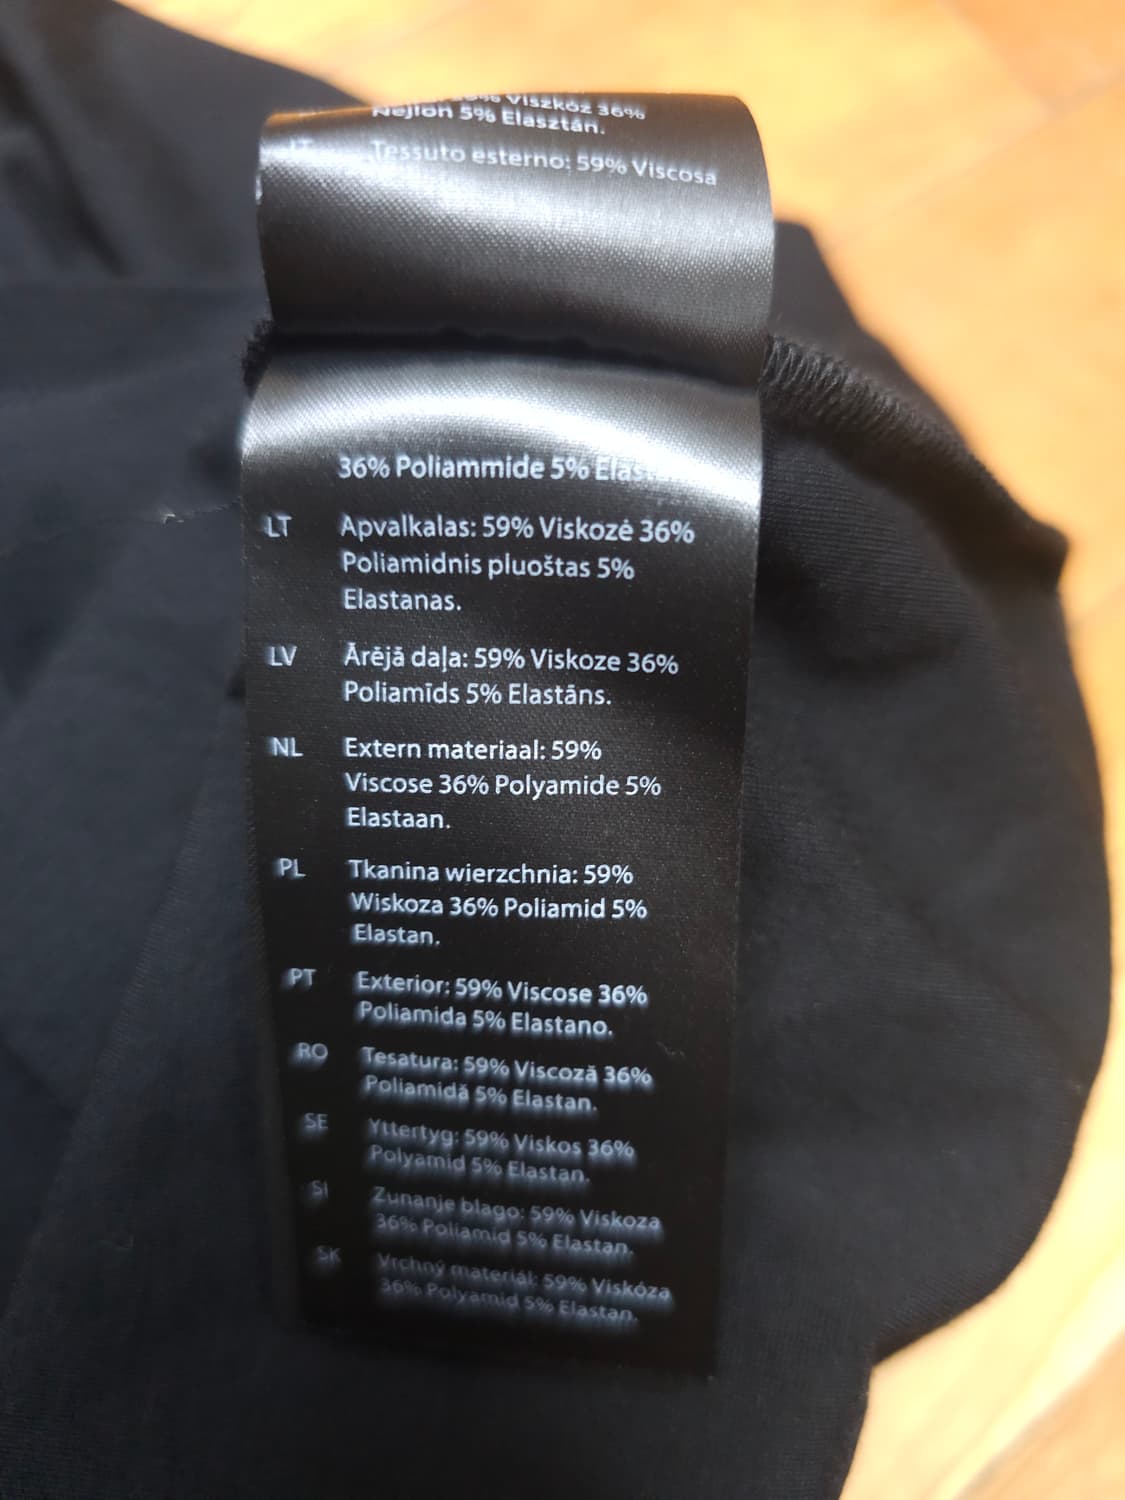 Viszkóz 36%
Nejlon 5% Elasztán.
IT Tessuto esterno: 59% Viscosa
36% Poliammide 5%
LT Apvalkalas: 59% Viskozė 36%
Poliamidnis pluoštas 5%
Elastanas.
LV Ārējā daļa: 59% Viskoze 36%
Poliamīds 5% Elastāns.
NL Extern materiaal: 59%
Viscose 36% Polyamide 5%
Elastaan.
PL Tkanina wierzchnia: 59%
Wiskoza 36% Poliamid 5%
Elastan.
PT Exterior: 59% Viscose 36%
Poliamida 5% Elastano.
RO Tesatura: 59% Viscoză 36%
Poliamidă 5% Elastan.
SE Yttertyg: 59% Viskos 36%
Polyamid 5% Elastan.
SI Zunanje blago: 59% Viskoza
36% Poliamid 5% Elastan.
SK Vrchný materiál: 59% Viskóza
36% Polyamid 5% Elastan.